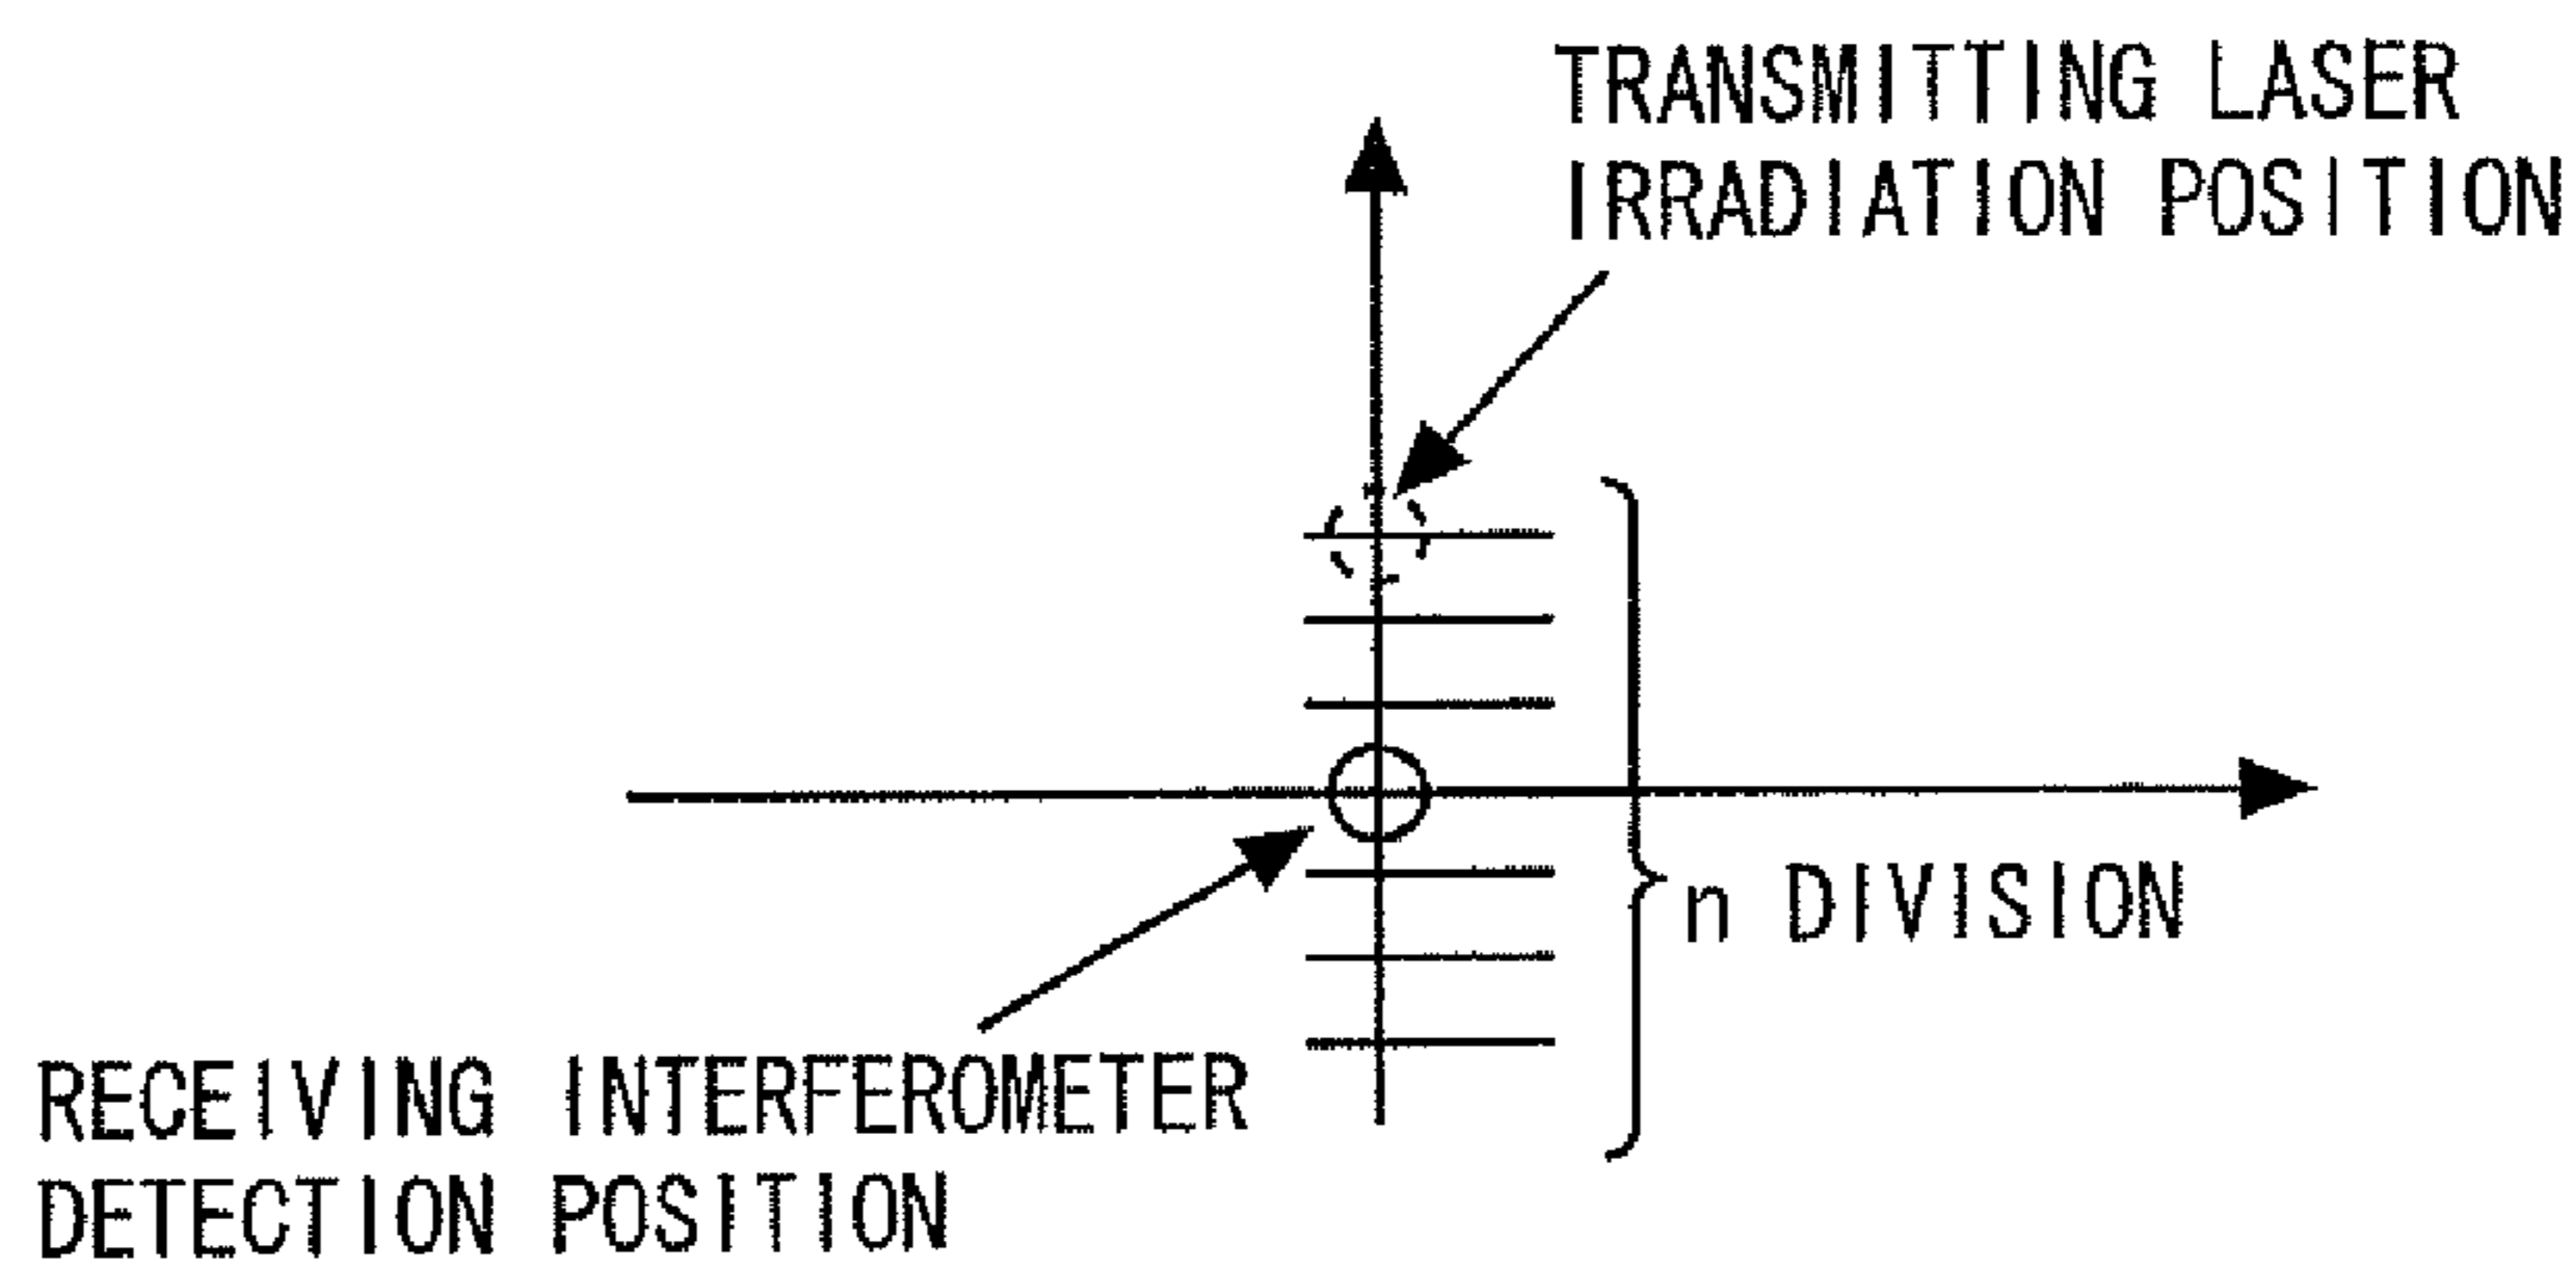 TRANSMITTING LASER
IRRADIATION POSITION
n DIVISION
RECEIVING INTERFEROMETER
DETECTION POSITION